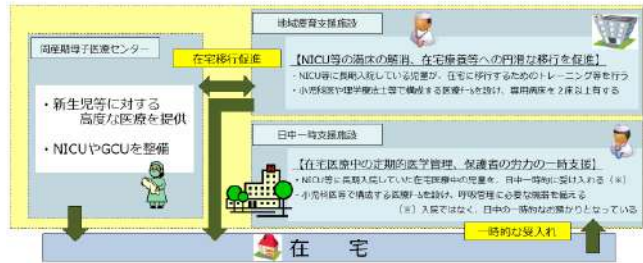 周産期母子医療センター
・新生児等に対する
高度な医療を提供
・NICUやGCUを整備
在宅移行促進
地域療育支援施設
【NICU等の満床の解消、在宅療養等への円滑な移行を促進】
・NICU等に長期入院している児童が、在宅に移行するためのトレーニング等を行う
・小児科医や理学療法士等で構成する医療チームを設け、専用病床を2床以上有する
日中一時支援施設
【在宅医療中の定期的医学管理、保護者の労力の一時支援】
・NICU等に長期入院していた在宅医療中の児童を、日中一時的に受け入れる（※）
・小児科医等で構成する医療チームを設け、呼吸管理に必要な機器を備える
（※）入院ではなく、日中の一時的なお預かりとなっている
一時的な受入れ
在　宅